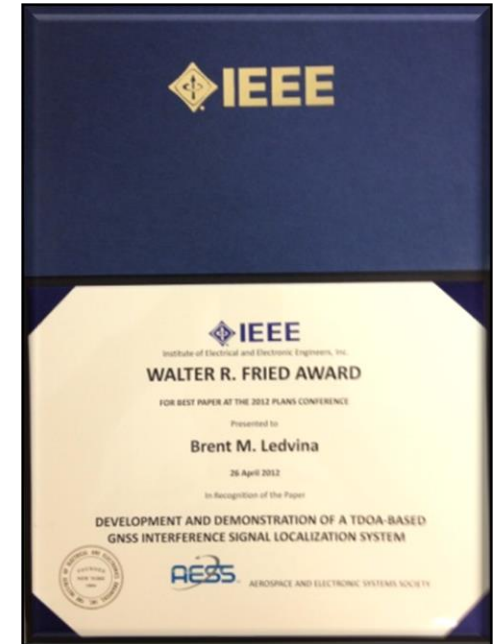 IEEE
IEEE
Institute of Electrical and Electronic Engineers, Inc.
WALTER R. FRIED AWARD
FOR BEST PAPER AT THE 2012 PLANS CONFERENCE
Presented to
Brent M. Ledvina
26 April 2012
In Recognition of the Paper
DEVELOPMENT AND DEMONSTRATION OF A TDOA-BASED
GNSS INTERFERENCE SIGNAL LOCALIZATION SYSTEM
AESS
AEROSPACE AND ELECTRONIC SYSTEMS SOCIETY